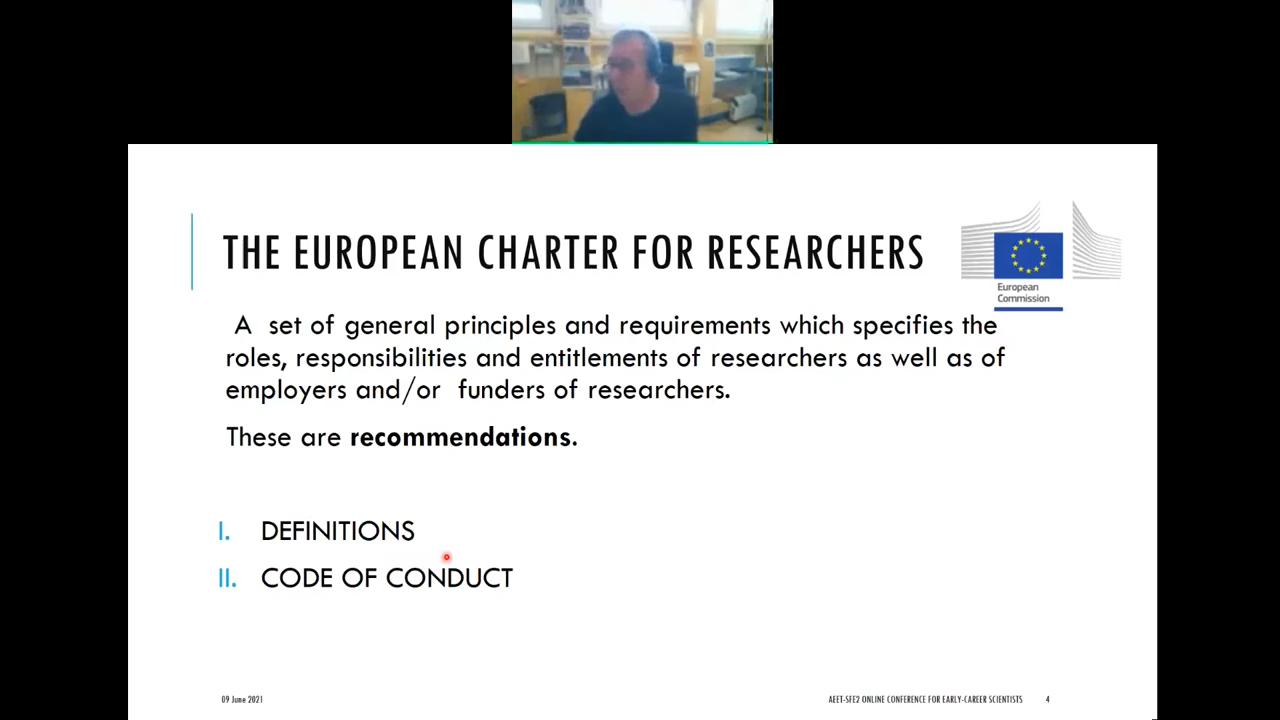 THE EUROPEAN CHARTER FOR RESEARCHERS
European
Commission
A set of general principles and requirements which specifies the
roles, responsibilities and entitlements of researchers as well as of
employers and/or funders of researchers.
These are recommendations.
I. DEFINITIONS
II. CODE OF CONDUCT
09 June 2021
AEET-SFE2 ONLINE CONFERENCE FOR EARLY-CAREER SCIENTISTS
4